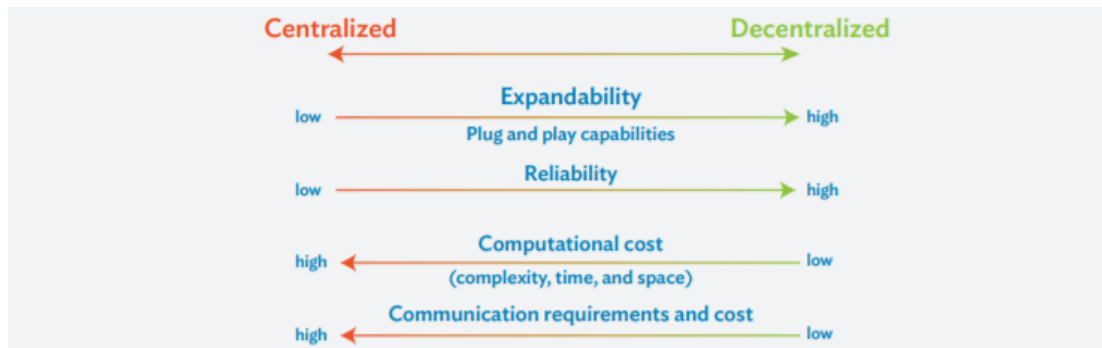 Centralized Decentralized
Expandability
low high
Plug and play capabilities
Reliability
low high
Computational cost
high low
(complexity, time, and space)
Communication requirements and cost
high low